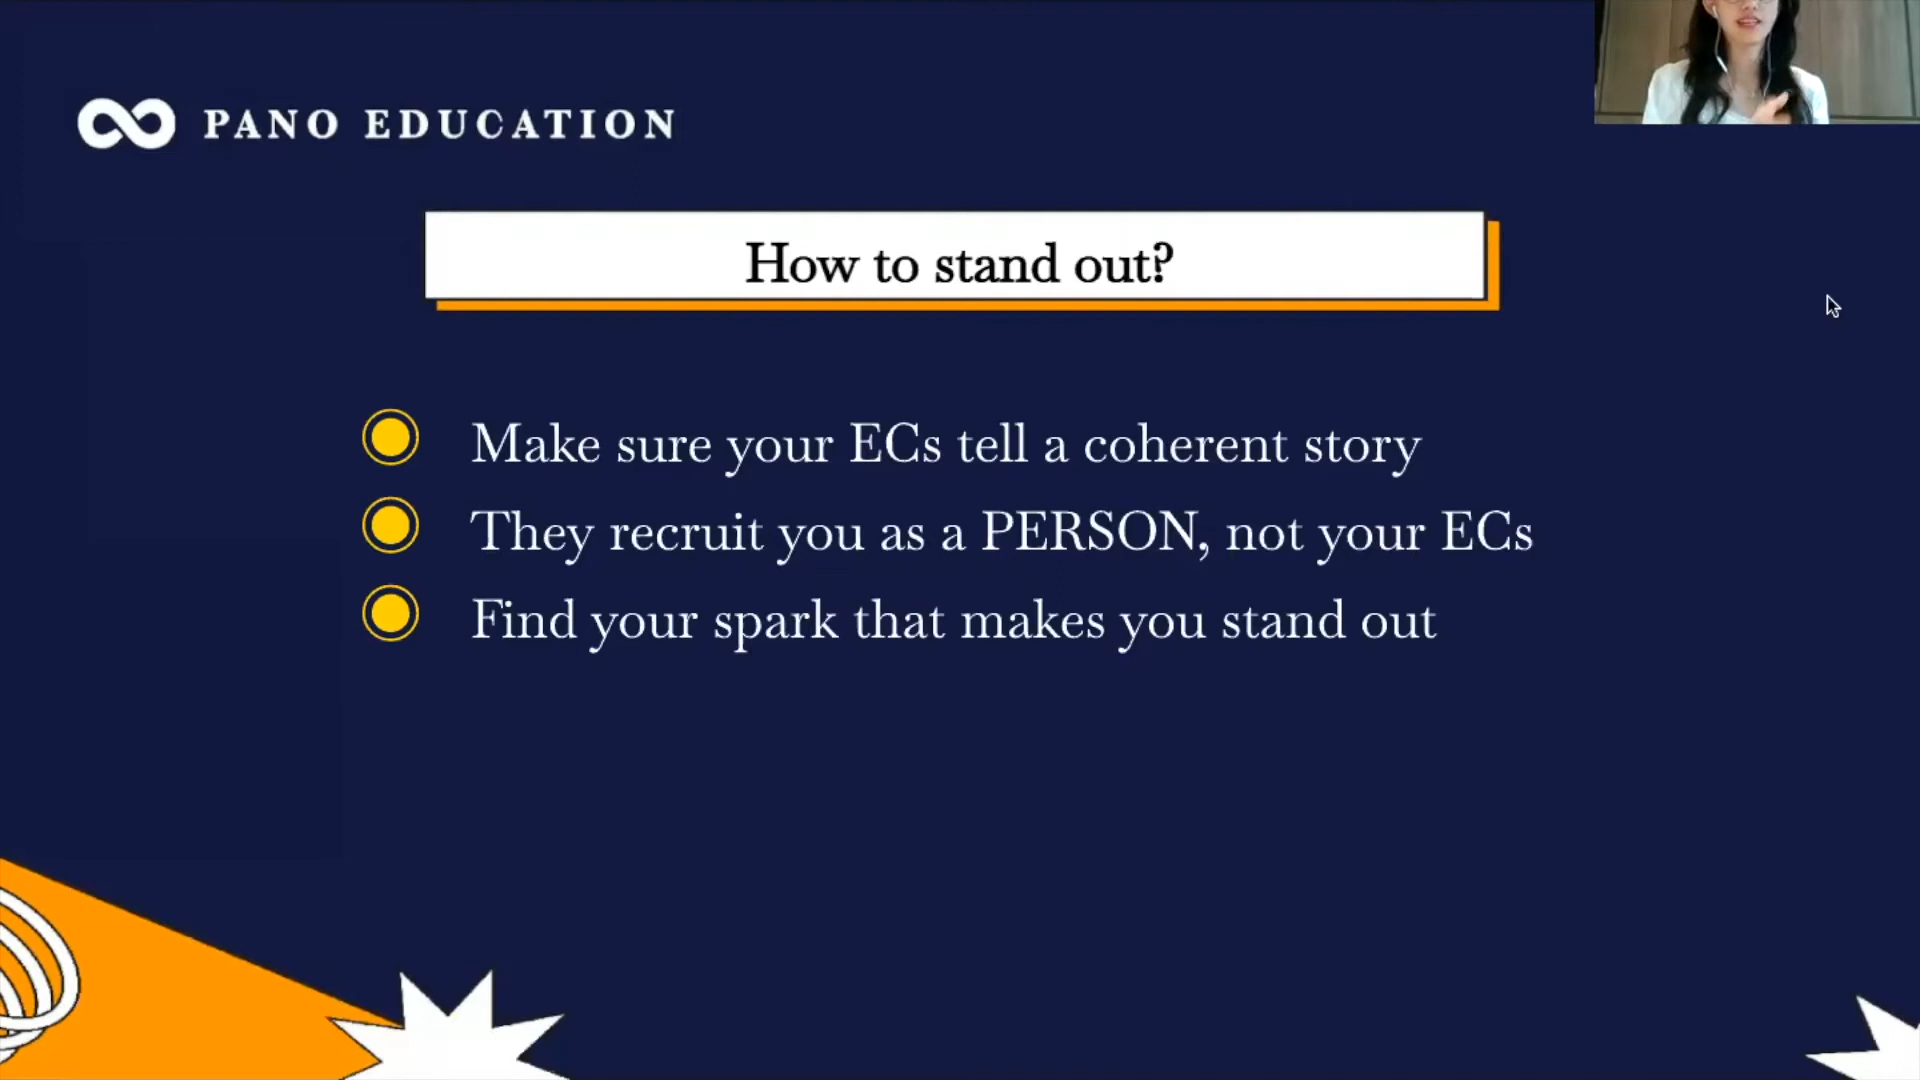 PANO EDUCATION
How to stand out?
Make sure your ECs tell a coherent story
They recruit you as a PERSON, not your ECs
Find your spark that makes you stand out